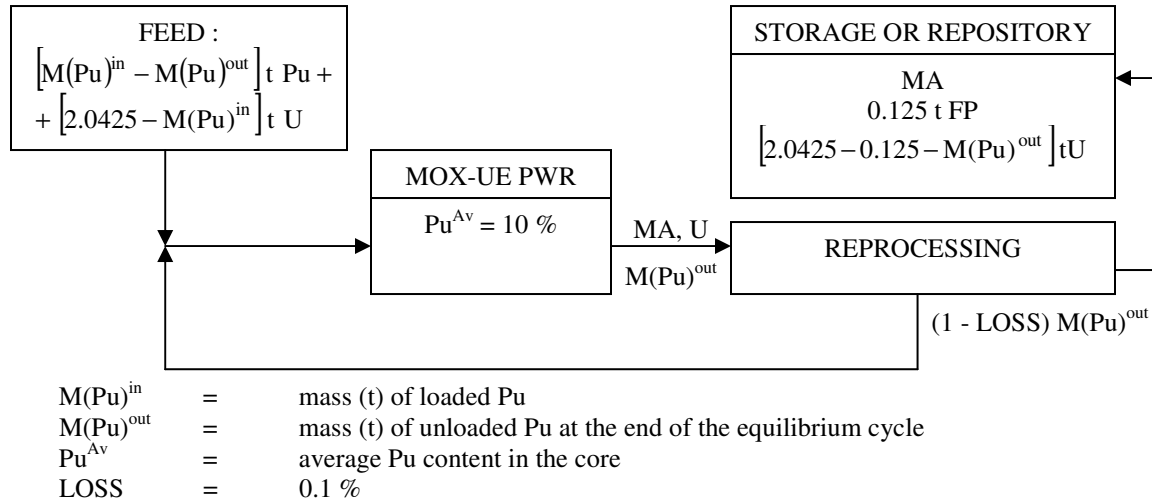 FEED :
[M(Pu)^in − M(Pu)^out] t Pu +
+ [2.0425 − M(Pu)^in] t U
STORAGE OR REPOSITORY
MA
0.125 t FP
[2.0425 − 0.125 − M(Pu)^out] tU
MOX-UE PWR
Pu^Av = 10 %
MA, U
M(Pu)^out
REPROCESSING
(1 - LOSS) M(Pu)^out
M(Pu)^in = mass (t) of loaded Pu
M(Pu)^out = mass (t) of unloaded Pu at the end of the equilibrium cycle
Pu^Av = average Pu content in the core
LOSS = 0.1 %